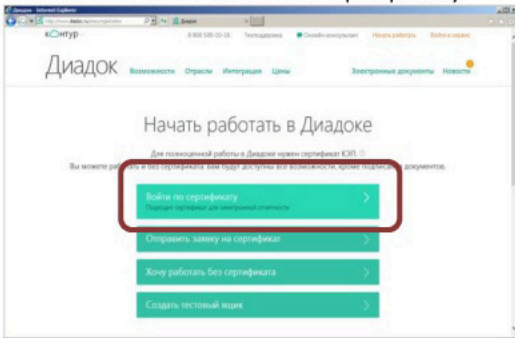 Диадок - Internet Explorer
Диадок
контур
8 800 500-10-18 Техподдержка Онлайн-консультант Начать работать Войти в сервис
Диадок Возможности Отрасли Интеграция Цены Электронные документы Новости
Начать работать в Диадоке
Для полноценной работы в Диадоке нужен сертификат КЭП.
Вы можете работать и без сертификата: вам будут доступны все возможности, кроме подписания документов.
Войти по сертификату
Подходит сертификат для электронной отчетности
Отправить заявку на сертификат
Хочу работать без сертификата
Создать тестовый ящик